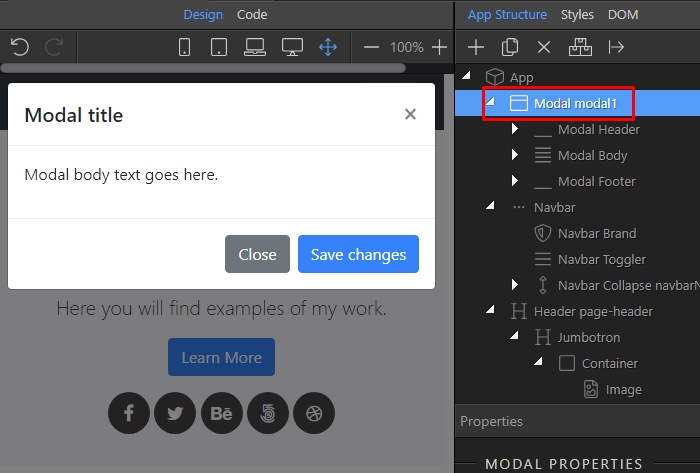 Design Code
App Structure Styles DOM
100%
App
Modal modal1
Modal title ×
Modal Header
Modal body text goes here.
Modal Body
Modal Footer
Navbar
Navbar Brand
Close Save changes
Navbar Toggler
Navbar Collapse navbarN
Here you will find examples of my work.
Header page-header
Jumbotron
Learn More
Container
Image
Properties
MODAL PROPERTIES